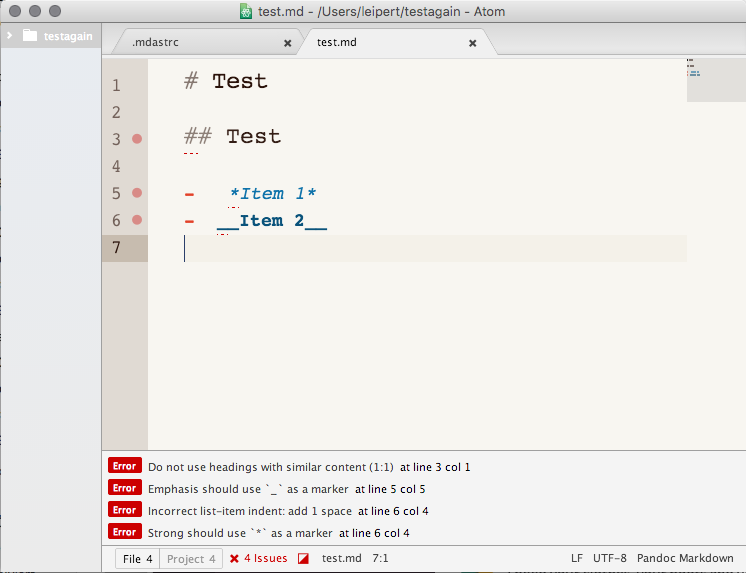 test.md - /Users/leipert/testagain - Atom
testagain
.mdastrc
test.md
1 # Test
2
3 ## Test
4
5 - *Item 1*
6 - __Item 2__
7
Error Do not use headings with similar content (1:1) at line 3 col 1
Error Emphasis should use `_` as a marker at line 5 col 5
Error Incorrect list-item indent: add 1 space at line 6 col 4
Error Strong should use `*` as a marker at line 6 col 4
File 4 Project 4 4 Issues test.md 7:1 LF UTF-8 Pandoc Markdown